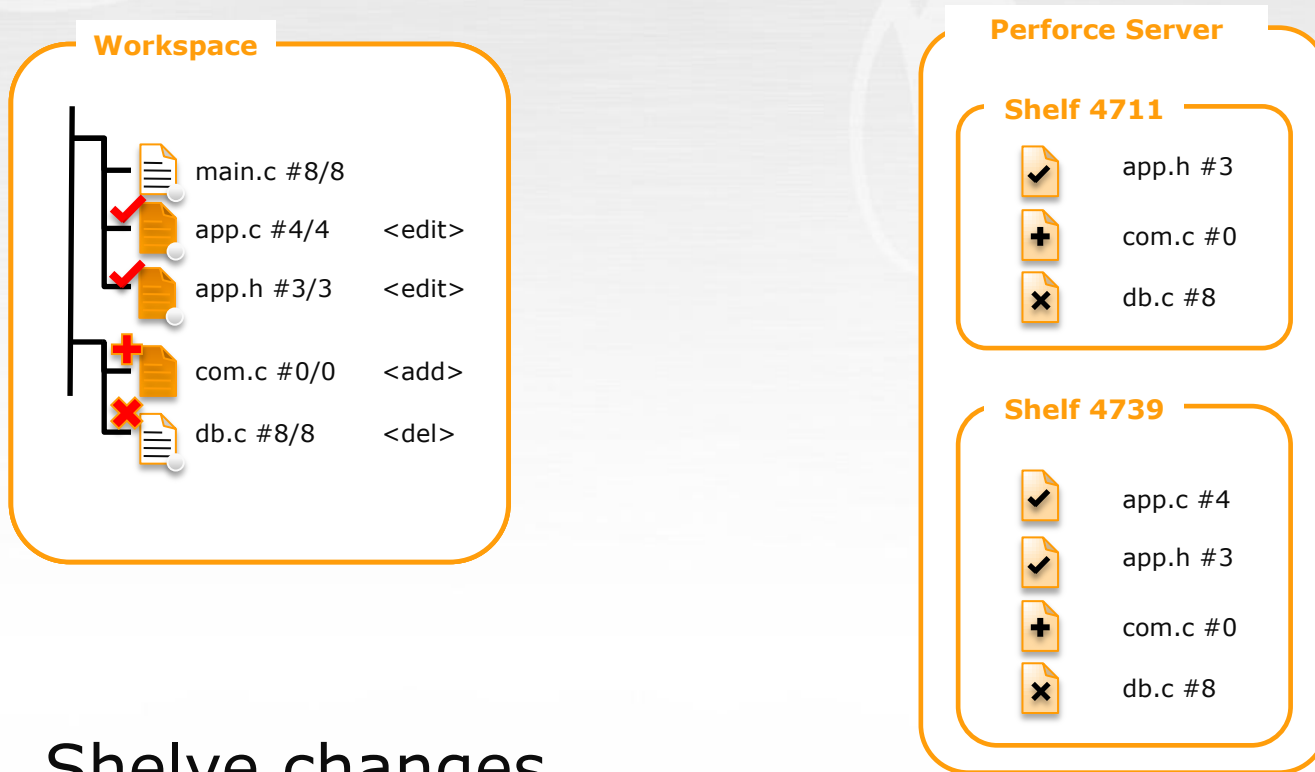 Workspace
main.c #8/8
app.c #4/4 <edit>
app.h #3/3 <edit>
com.c #0/0 <add>
db.c #8/8 <del>
Perforce Server
Shelf 4711
app.h #3
com.c #0
db.c #8
Shelf 4739
app.c #4
app.h #3
com.c #0
db.c #8
Shelve changes